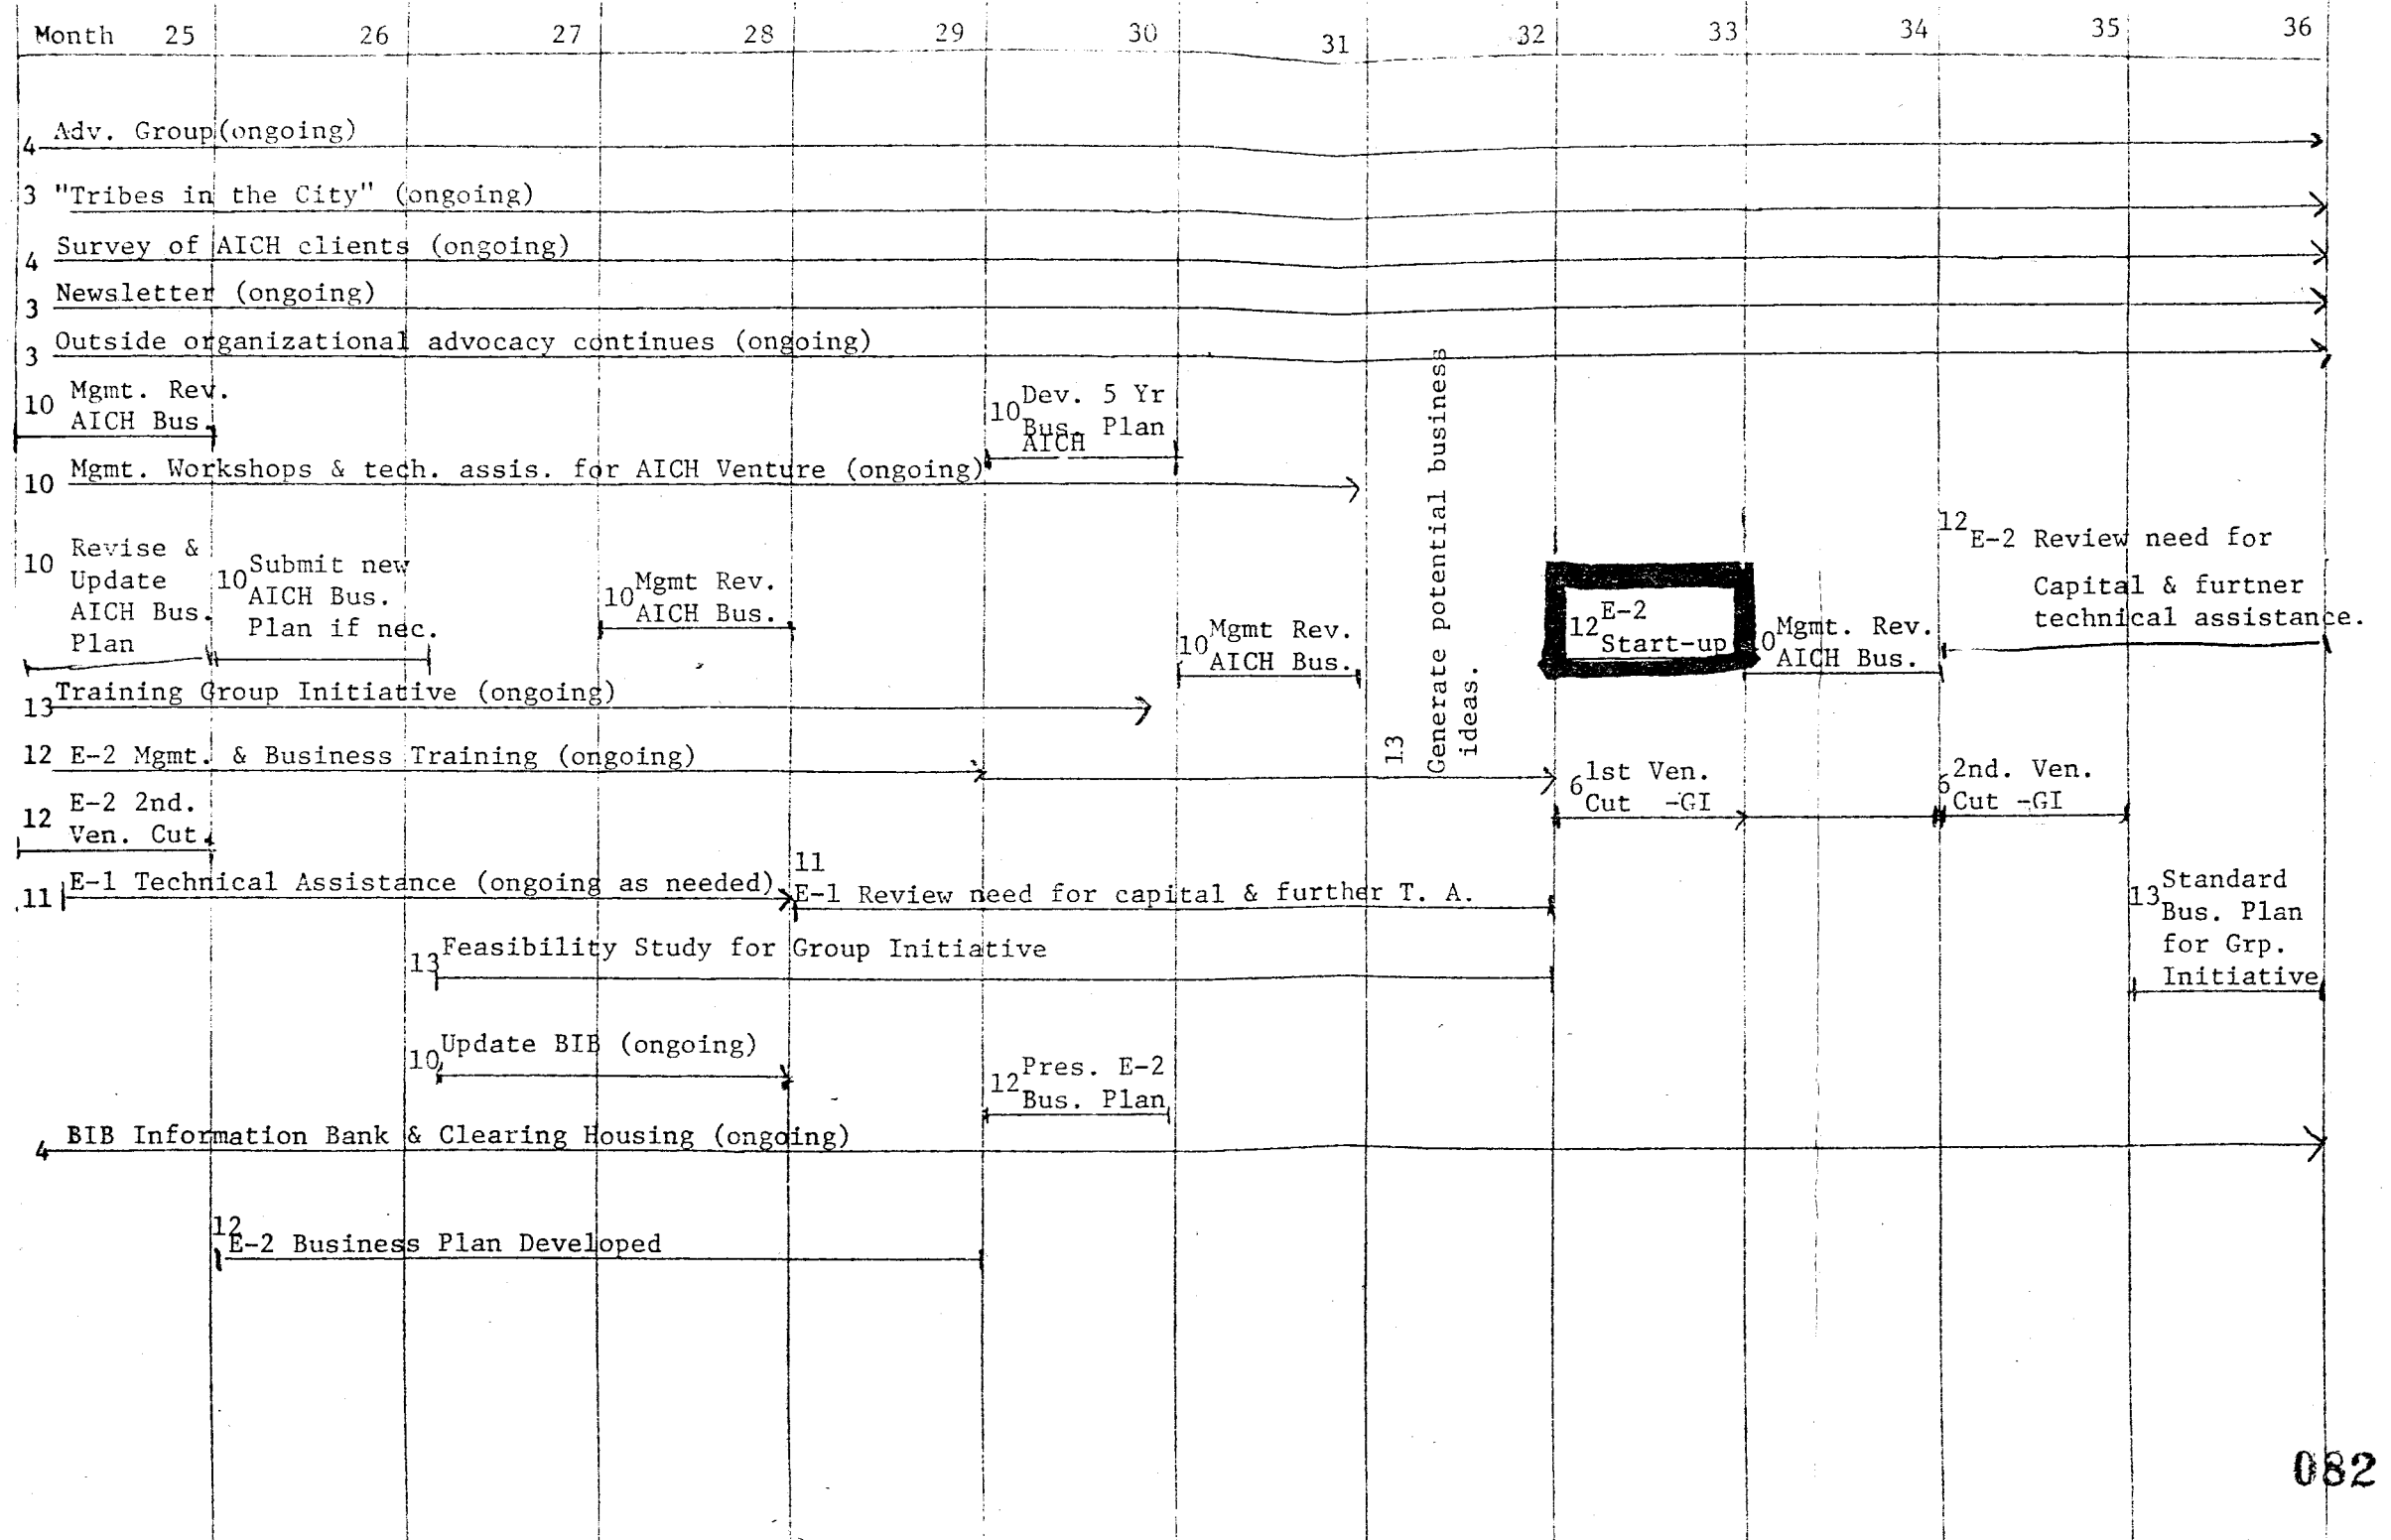 Month 25 26 27 28 29 30 31 32 33 34 35 36
4 Adv. Group(ongoing)
3 "Tribes in the City" (ongoing)
4 Survey of AICH clients (ongoing)
3 Newsletter (ongoing)
3 Outside organizational advocacy continues (ongoing)
10 Mgmt. Rev.
AICH Bus.
10 Dev. 5 Yr
Bus. Plan
AICH
10 Mgmt. Workshops & tech. assis. for AICH Venture (ongoing)
13 Generate potential business
ideas.
10 Revise &
Update
AICH Bus.
Plan
10 Submit new
AICH Bus.
Plan if nec.
10 Mgmt Rev.
AICH Bus.
10 Mgmt Rev.
AICH Bus.
12 E-2
Start-up
0 Mgmt. Rev.
AICH Bus.
12 E-2 Review need for
Capital & furtner
technical assistance.
13 Training Group Initiative (ongoing)
12 E-2 Mgmt. & Business Training (ongoing)
6 1st Ven.
Cut -GI
6 2nd. Ven.
Cut -GI
12 E-2 2nd.
Ven. Cut
11 E-1 Technical Assistance (ongoing as needed)
11
E-1 Review need for capital & further T. A.
13 Standard
Bus. Plan
for Grp.
Initiative
13 Feasibility Study for Group Initiative
10 Update BIB (ongoing)
12 Pres. E-2
Bus. Plan
4 BIB Information Bank & Clearing Housing (ongoing)
12
E-2 Business Plan Developed
082